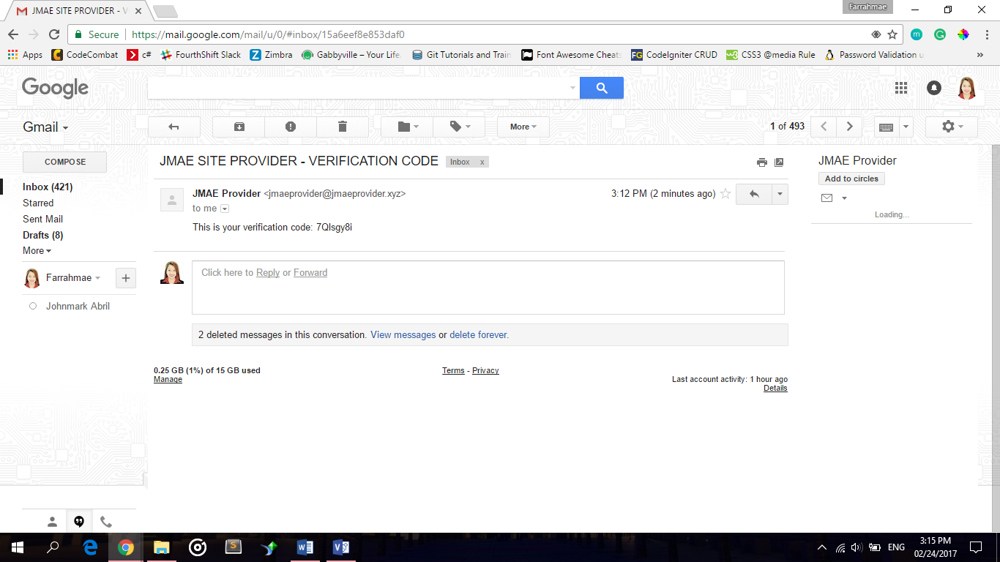 JMAE SITE PROVIDER - V
Farrahmae
Secure https://mail.google.com/mail/u/0/#inbox/15a6eef8e853daf0
Apps CodeCombat c# FourthShift Slack Zimbra Gabbyville – Your Life Git Tutorials and Train Font Awesome Cheats CodeIgniter CRUD CSS3 @media Rule Password Validation u »
Google
Gmail More 1 of 493
COMPOSE
JMAE SITE PROVIDER - VERIFICATION CODE Inbox x
JMAE Provider
Add to circles
Loading...
Inbox (421)
Starred
Sent Mail
Drafts (8)
More
Farrahmae
Johnmark Abril
JMAE Provider <jmaeprovider@jmaeprovider.xyz> 3:12 PM (2 minutes ago)
to me
This is your verification code: 7Qlsgy8i
Click here to Reply or Forward
2 deleted messages in this conversation. View messages or delete forever.
0.25 GB (1%) of 15 GB used
Manage
Terms - Privacy
Last account activity: 1 hour ago
Details
ENG
3:15 PM
02/24/2017